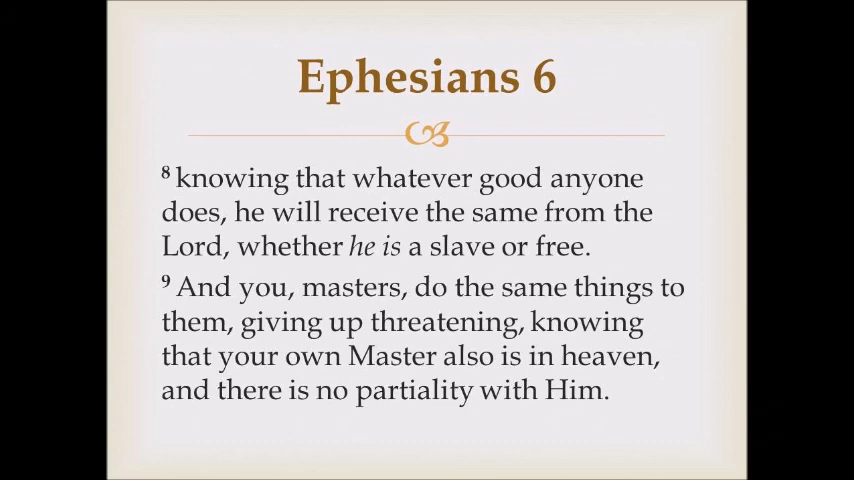 Ephesians 6
8 knowing that whatever good anyone
does, he will receive the same from the
Lord, whether he is a slave or free.
9 And you, masters, do the same things to
them, giving up threatening, knowing
that your own Master also is in heaven,
and there is no partiality with Him.